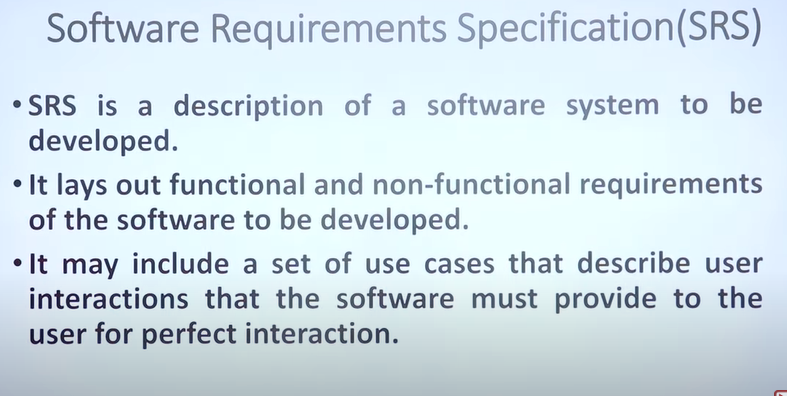 Software Requirements Specification(SRS)
• SRS is a description of a software system to be
developed.
• It lays out functional and non-functional requirements
of the software to be developed.
• It may include a set of use cases that describe user
interactions that the software must provide to the
user for perfect interaction.